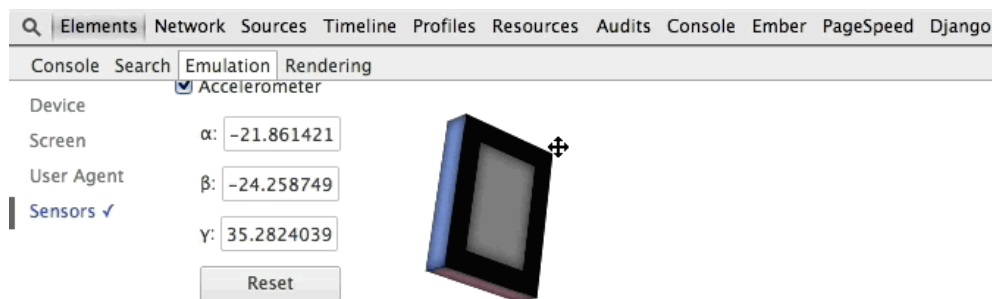 Elements Network Sources Timeline Profiles Resources Audits Console Ember PageSpeed Django
Console Search Emulation Rendering
Accelerometer
Device
Screen
User Agent
Sensors ✓
α: -21.861421
β: -24.258749
γ: 35.2824039
Reset